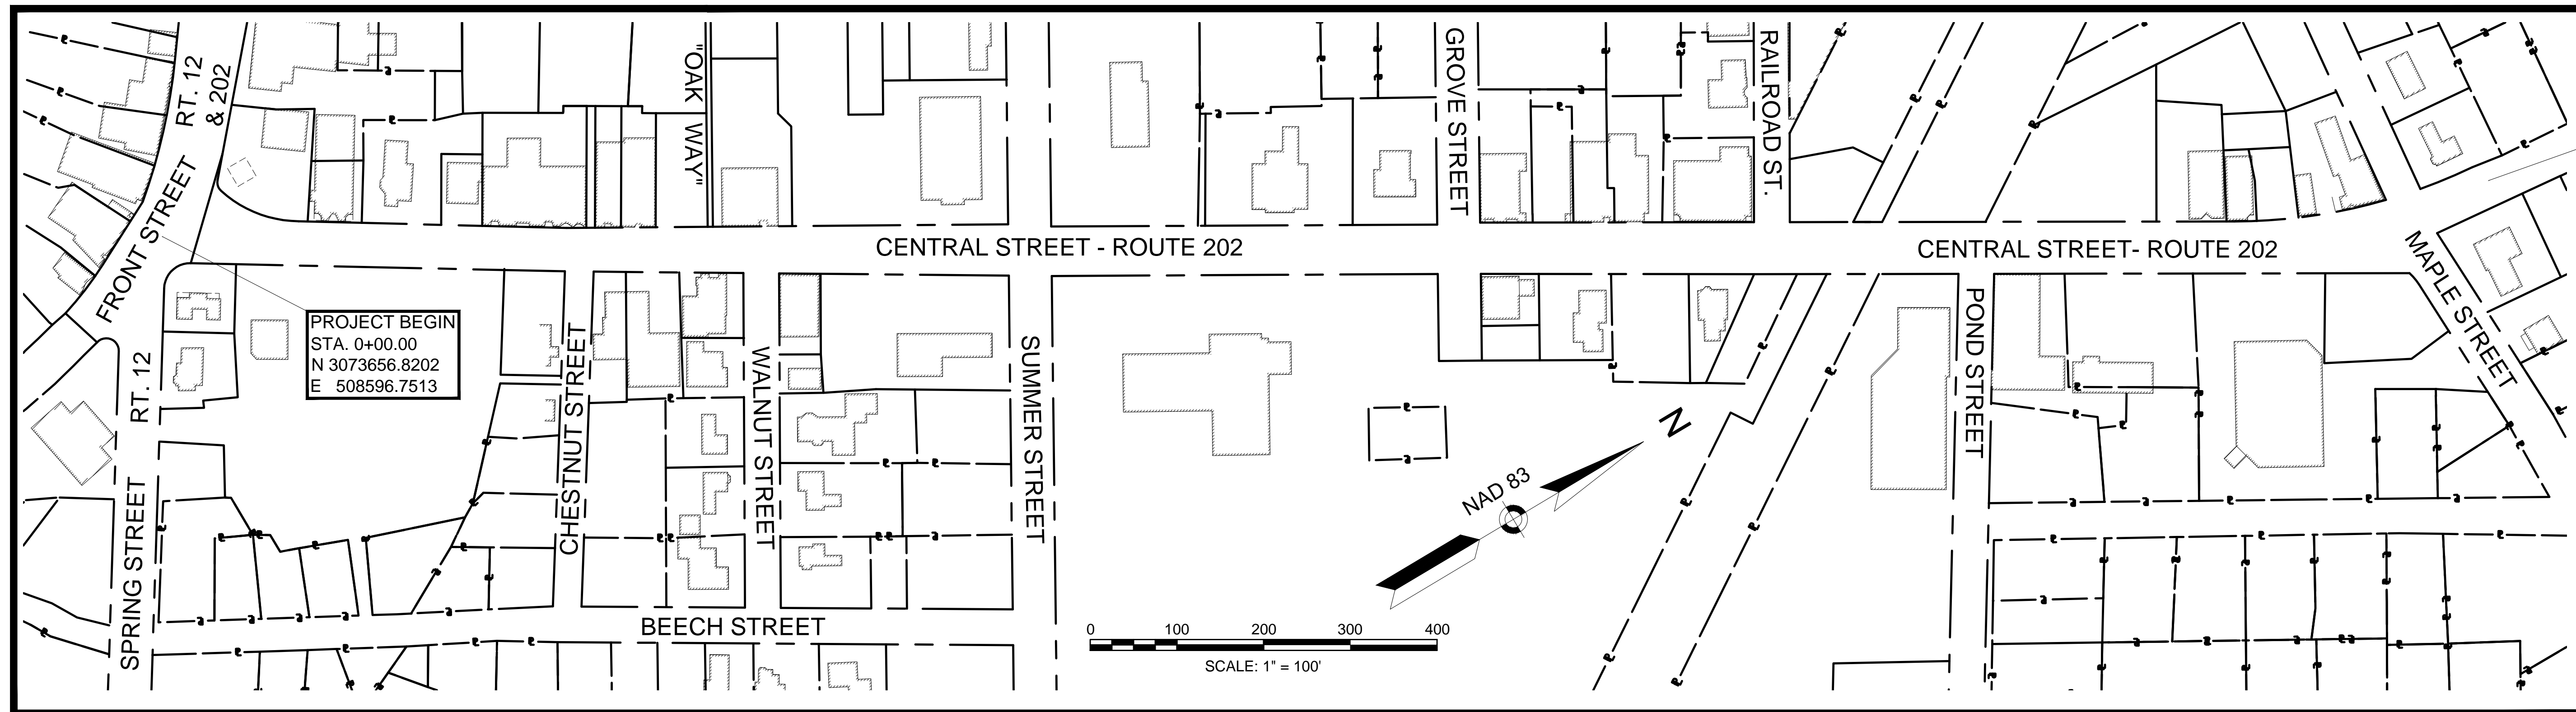 RT. 12
& 202
"OAK WAY"
GROVE STREET
RAILROAD ST.
FRONT STREET
CENTRAL STREET - ROUTE 202
CENTRAL STREET- ROUTE 202
MAPLE STREET
PROJECT BEGIN
STA. 0+00.00
N 3073656.8202
E 508596.7513
SPRING STREET RT. 12
CHESTNUT STREET
WALNUT STREET
SUMMER STREET
POND STREET
N
NAD 83
BEECH STREET
0 100 200 300 400
SCALE: 1" = 100'